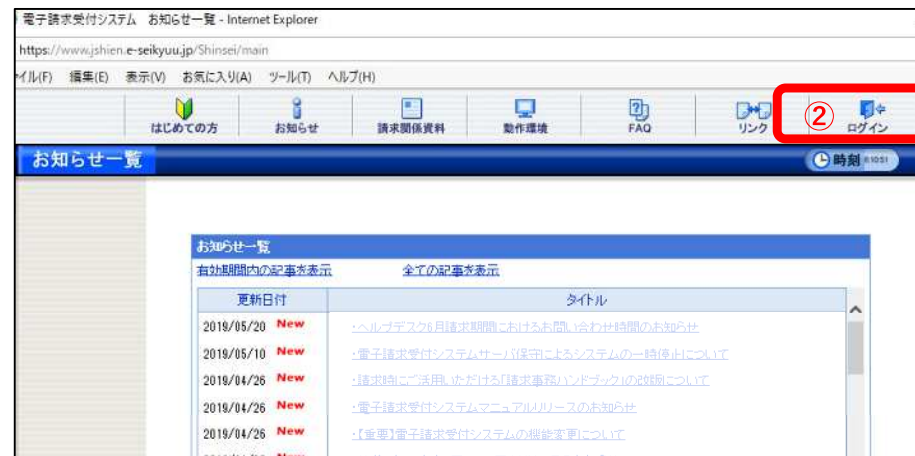 電子請求受付システム　お知らせ一覧 - Internet Explorer
https://www.jshien.e-seikyuu.jp/Shinsei/main
イル(F) 編集(E) 表示(V) お気に入り(A) ツール(T) ヘルプ(H)
はじめての方 お知らせ 請求関係資料 動作環境 FAQ リンク ② ログイン
お知らせ一覧 時刻
お知らせ一覧
有効期間内の記事を表示 全ての記事を表示
更新日付 タイトル
2019/05/20 New ・ヘルプデスク6月請求期間におけるお問い合わせ時間のお知らせ
2019/05/10 New ・電子請求受付システムサーバ保守によるシステムの一時停止について
2019/04/26 New ・請求時にご活用いただける「請求事務ハンドブック」の改版について
2019/04/26 New ・電子請求受付システムマニュアルリリースのお知らせ
2019/04/26 New ・【重要】電子請求受付システムの機能変更について